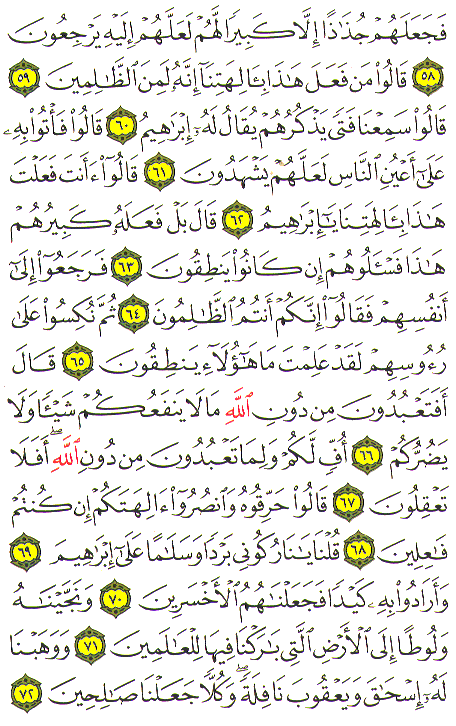 فَجَعَلَهُمْ جُذَٰذًا إِلَّا كَبِيرًا لَّهُمْ لَعَلَّهُمْ إِلَيْهِ يَرْجِعُونَ
٥٨ قَالُوا۟ مَن فَعَلَ هَٰذَا بِـَٔالِهَتِنَآ إِنَّهُۥ لَمِنَ ٱلظَّٰلِمِينَ ٥٩
قَالُوا۟ سَمِعْنَا فَتًى يَذْكُرُهُمْ يُقَالُ لَهُۥٓ إِبْرَٰهِيمُ ٦٠ قَالُوا۟ فَأْتُوا۟ بِهِۦ
عَلَىٰٓ أَعْيُنِ ٱلنَّاسِ لَعَلَّهُمْ يَشْهَدُونَ ٦١ قَالُوٓا۟ ءَأَنتَ فَعَلْتَ
هَٰذَا بِـَٔالِهَتِنَا يَٰٓإِبْرَٰهِيمُ ٦٢ قَالَ بَلْ فَعَلَهُۥ كَبِيرُهُمْ
هَٰذَا فَسْـَٔلُوهُمْ إِن كَانُوا۟ يَنطِقُونَ ٦٣ فَرَجَعُوٓا۟ إِلَىٰٓ
أَنفُسِهِمْ فَقَالُوٓا۟ إِنَّكُمْ أَنتُمُ ٱلظَّٰلِمُونَ ٦٤ ثُمَّ نُكِسُوا۟ عَلَىٰ
رُءُوسِهِمْ لَقَدْ عَلِمْتَ مَا هَٰٓؤُلَآءِ يَنطِقُونَ ٦٥ قَالَ
أَفَتَعْبُدُونَ مِن دُونِ ٱللَّهِ مَا لَا يَنفَعُكُمْ شَيْـًٔا وَلَا
يَضُرُّكُمْ ٦٦ أُفٍّ لَّكُمْ وَلِمَا تَعْبُدُونَ مِن دُونِ ٱللَّهِ ۖ أَفَلَا
تَعْقِلُونَ ٦٧ قَالُوا۟ حَرِّقُوهُ وَٱنصُرُوٓا۟ ءَالِهَتَكُمْ إِن كُنتُمْ
فَٰعِلِينَ ٦٨ قُلْنَا يَٰنَارُ كُونِى بَرْدًا وَسَلَٰمًا عَلَىٰٓ إِبْرَٰهِيمَ ٦٩
وَأَرَادُوا۟ بِهِۦ كَيْدًا فَجَعَلْنَٰهُمُ ٱلْأَخْسَرِينَ ٧٠ وَنَجَّيْنَٰهُ
وَلُوطًا إِلَى ٱلْأَرْضِ ٱلَّتِى بَٰرَكْنَا فِيهَا لِلْعَٰلَمِينَ ٧١ وَوَهَبْنَا
لَهُۥٓ إِسْحَٰقَ وَيَعْقُوبَ نَافِلَةً ۖ وَكُلًّا جَعَلْنَا صَٰلِحِينَ ٧٢